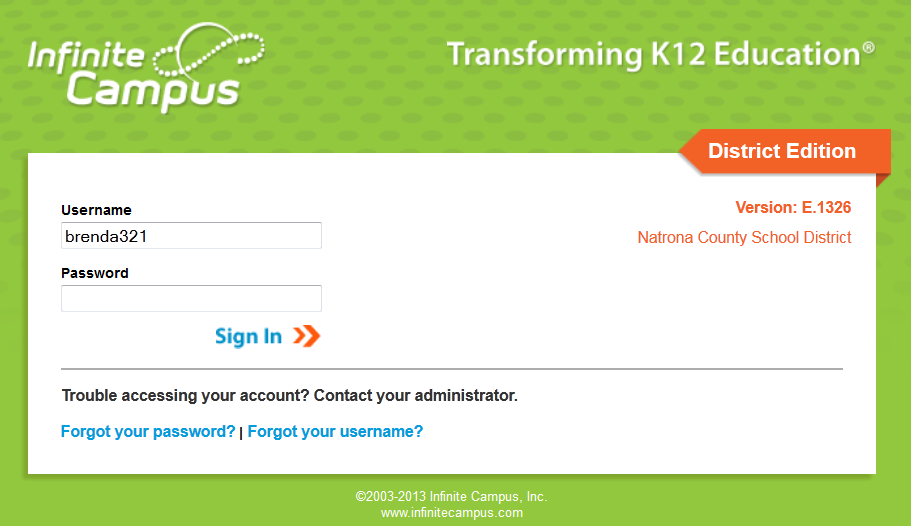 Infinite
Campus
Transforming K12 Education®
District Edition
Version: E.1326
Natrona County School District
Username
brenda321
Password
Sign In
Trouble accessing your account? Contact your administrator.
Forgot your password? | Forgot your username?
©2003-2013 Infinite Campus, Inc.
www.infinitecampus.com